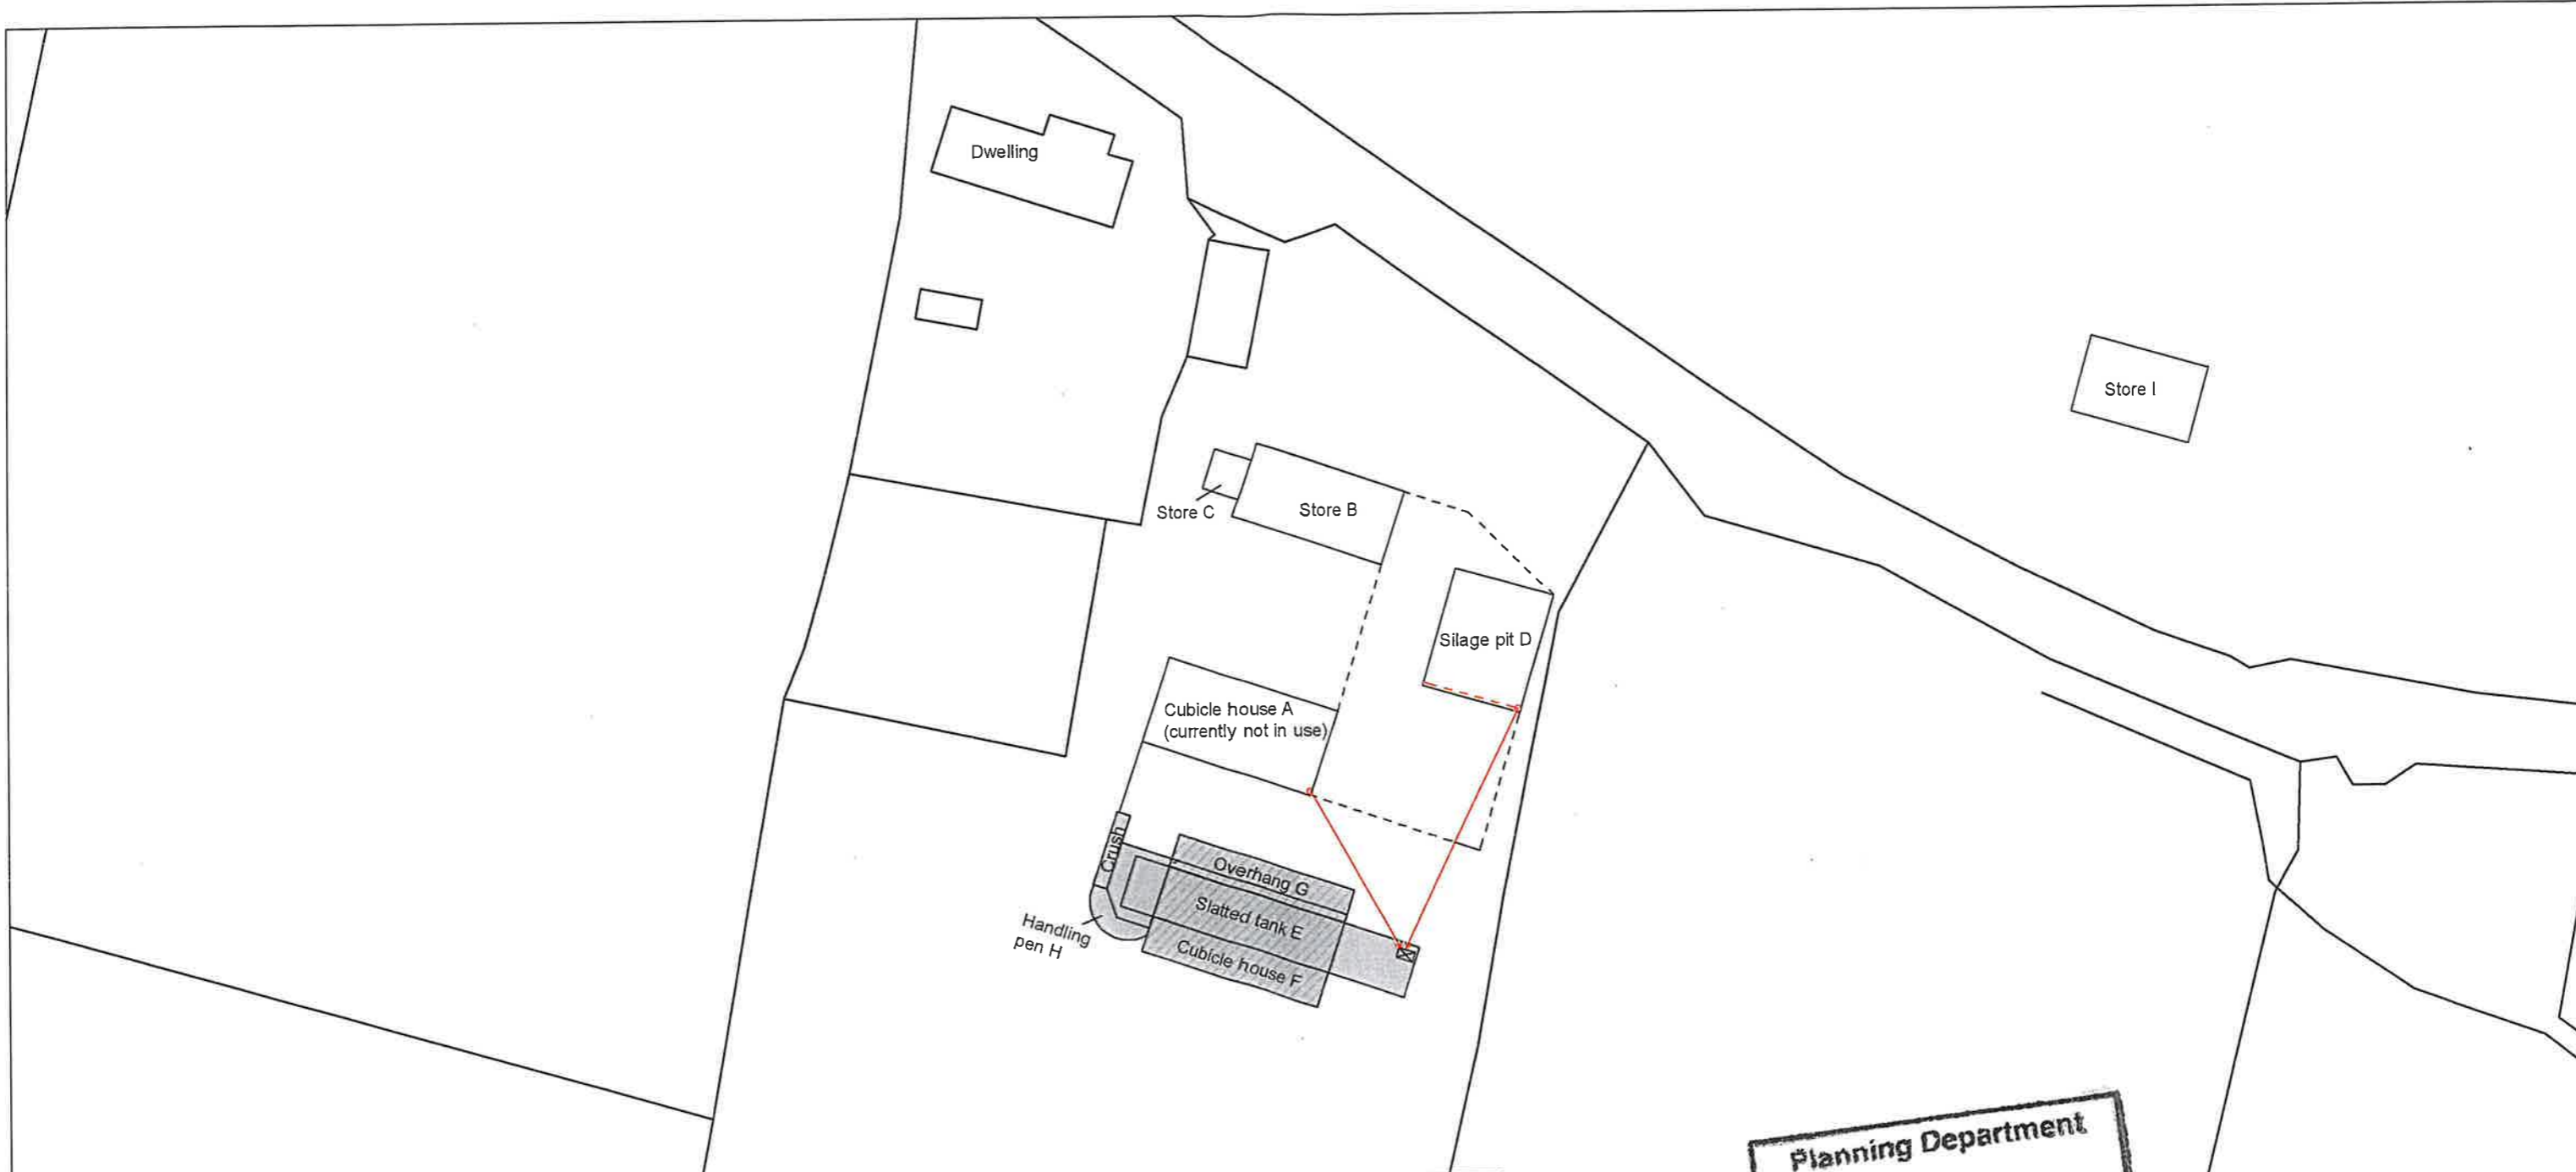 Dwelling
Store I
Store C
Store B
Silage pit D
Cubicle house A
(currently not in use)
Crush
Overhang G
Slatted tank E
Handling
pen H
Cubicle house F
Planning Department